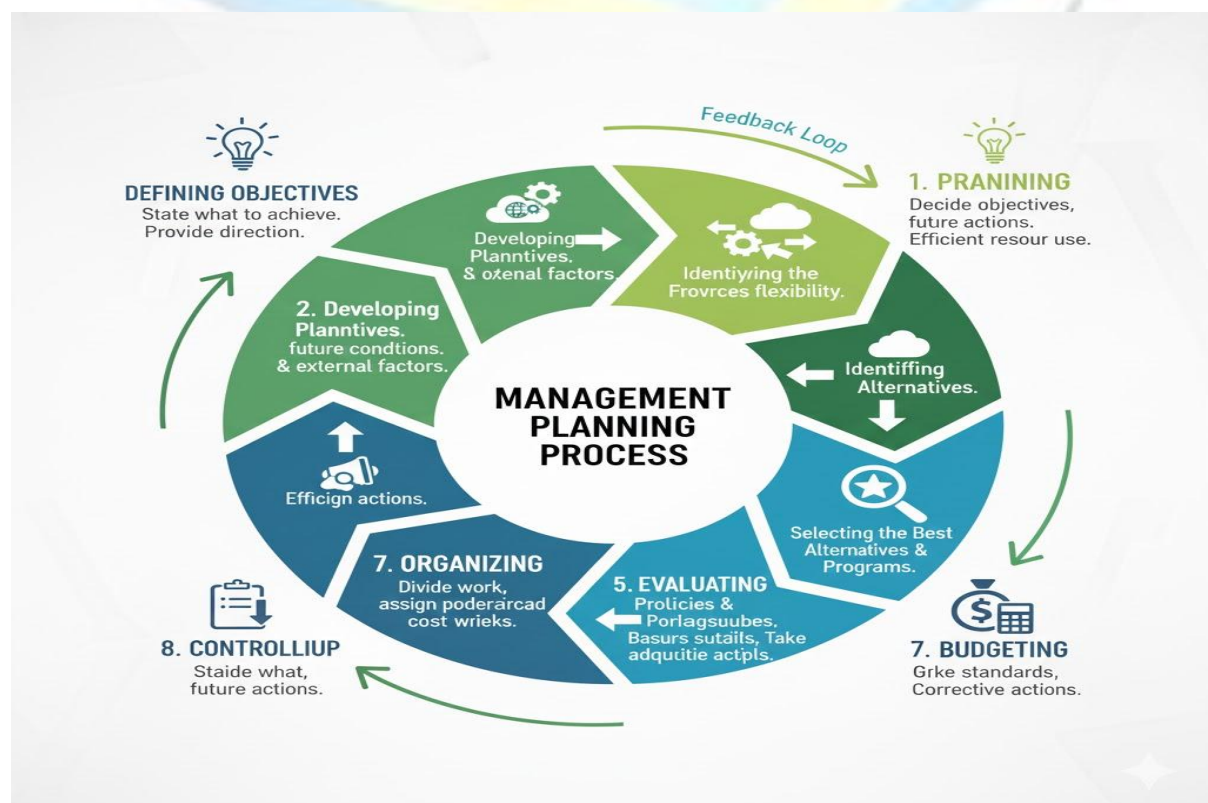 Feedback Loop
DEFINING OBJECTIVES
State what to achieve.
Provide direction.
1. PRANINING
Decide objectives,
future actions.
Efficient resour use.
Developing
Planntives.
& oxenal factors.
Identiying the
Frovrces flexibility.
2. Developing
Planntives.
future condtions.
& external factors.
Identiffing
Alternatives.
MANAGEMENT
PLANNING
PROCESS
Efficign actions.
Selecting the Best
Alternatives &
Programs.
7. ORGANIZING
Divide work,
assign poderaircad
cost wrieks.
5. EVALUATING
Prolicies &
Porlagsuubes,
Basurs sutails, Take
adquitie actpls.
8. CONTROLLIUP
Staide what,
future actions.
7. BUDGETING
Grke standards,
Corrective actions.